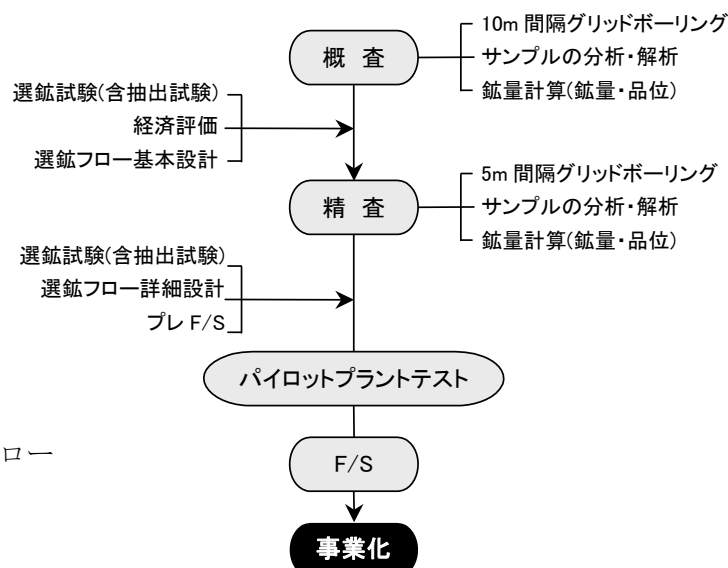 概 査
10m 間隔グリッドボーリング
サンプルの分析・解析
鉱量計算(鉱量・品位)
選鉱試験(含抽出試験)
経済評価
選鉱フロー基本設計
精 査
5m 間隔グリッドボーリング
サンプルの分析・解析
鉱量計算(鉱量・品位)
選鉱試験(含抽出試験)
選鉱フロー詳細設計
プレ F/S
パイロットプラントテスト
ロー
F/S
事業化